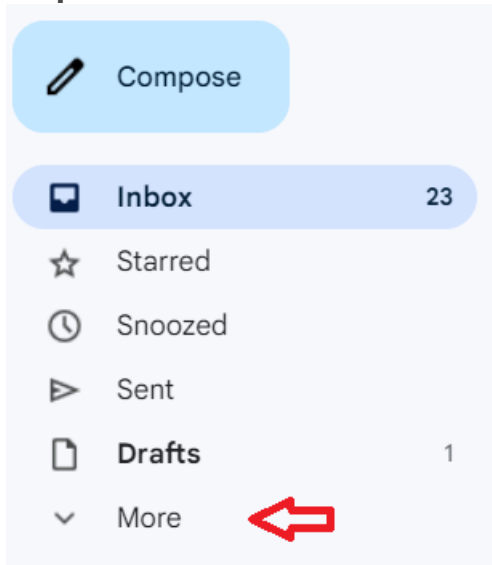 Compose
Inbox 23
Starred
Snoozed
Sent
Drafts 1
More